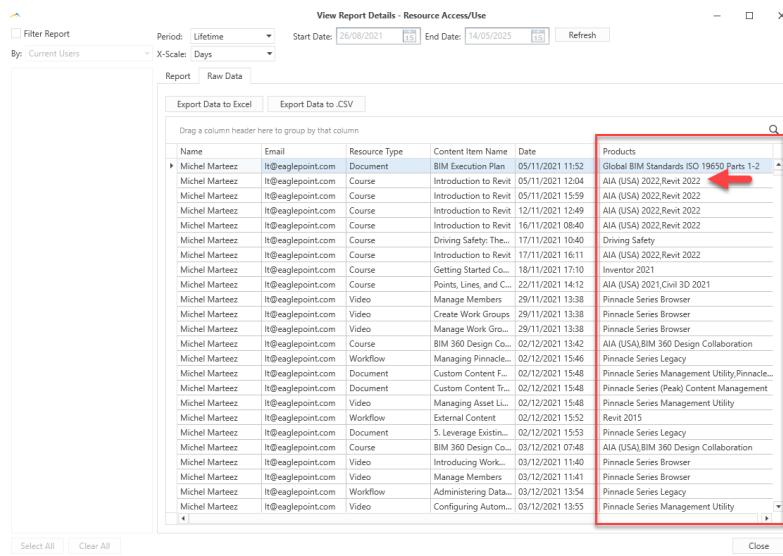 View Report Details - Resource Access/Use
Filter Report
Period: Lifetime Start Date: 26/08/2021 15 End Date: 14/05/2025 15 Refresh
By: Current Users X-Scale: Days
Report Raw Data
Export Data to Excel Export Data to .CSV
Drag a column header here to group by that column
Name Email Resource Type Content Item Name Date Products
Michel Marteez lt@eaglepoint.com Document BIM Execution Plan 05/11/2021 11:52 Global BIM Standards ISO 19650 Parts 1-2
Michel Marteez lt@eaglepoint.com Course Introduction to Revit 05/11/2021 12:04 AIA (USA) 2022,Revit 2022
Michel Marteez lt@eaglepoint.com Course Introduction to Revit 05/11/2021 15:59 AIA (USA) 2022,Revit 2022
Michel Marteez lt@eaglepoint.com Course Introduction to Revit 12/11/2021 12:49 AIA (USA) 2022,Revit 2022
Michel Marteez lt@eaglepoint.com Course Introduction to Revit 16/11/2021 08:40 AIA (USA) 2022,Revit 2022
Michel Marteez lt@eaglepoint.com Course Driving Safety: The... 17/11/2021 10:40 Driving Safety
Michel Marteez lt@eaglepoint.com Course Introduction to Revit 17/11/2021 16:11 AIA (USA) 2022,Revit 2022
Michel Marteez lt@eaglepoint.com Course Getting Started Co... 18/11/2021 17:10 Inventor 2021
Michel Marteez lt@eaglepoint.com Course Points, Lines, and C... 22/11/2021 14:12 AIA (USA) 2021,Civil 3D 2021
Michel Marteez lt@eaglepoint.com Video Manage Members 29/11/2021 13:38 Pinnacle Series Browser
Michel Marteez lt@eaglepoint.com Video Create Work Groups 29/11/2021 13:38 Pinnacle Series Browser
Michel Marteez lt@eaglepoint.com Video Manage Work Gro... 29/11/2021 13:38 Pinnacle Series Browser
Michel Marteez lt@eaglepoint.com Course BIM 360 Design Co... 02/12/2021 13:42 AIA (USA),BIM 360 Design Collaboration
Michel Marteez lt@eaglepoint.com Workflow Managing Pinnacle... 02/12/2021 15:46 Pinnacle Series Legacy
Michel Marteez lt@eaglepoint.com Document Custom Content F... 02/12/2021 15:48 Pinnacle Series Management Utility,Pinnacle...
Michel Marteez lt@eaglepoint.com Document Custom Content Tr... 02/12/2021 15:48 Pinnacle Series (Peak) Content Management
Michel Marteez lt@eaglepoint.com Video Managing Asset Li... 02/12/2021 15:48 Pinnacle Series Management Utility
Michel Marteez lt@eaglepoint.com Workflow External Content 02/12/2021 15:52 Revit 2015
Michel Marteez lt@eaglepoint.com Document 5. Leverage Existin... 02/12/2021 15:53 Pinnacle Series Legacy
Michel Marteez lt@eaglepoint.com Course BIM 360 Design Co... 03/12/2021 07:48 AIA (USA),BIM 360 Design Collaboration
Michel Marteez lt@eaglepoint.com Video Introducing Work... 03/12/2021 11:40 Pinnacle Series Browser
Michel Marteez lt@eaglepoint.com Video Manage Members 03/12/2021 11:41 Pinnacle Series Browser
Michel Marteez lt@eaglepoint.com Workflow Administering Data... 03/12/2021 13:54 Pinnacle Series Legacy
Michel Marteez lt@eaglepoint.com Video Configuring Autom... 03/12/2021 13:55 Pinnacle Series Management Utility
Select All Clear All Close